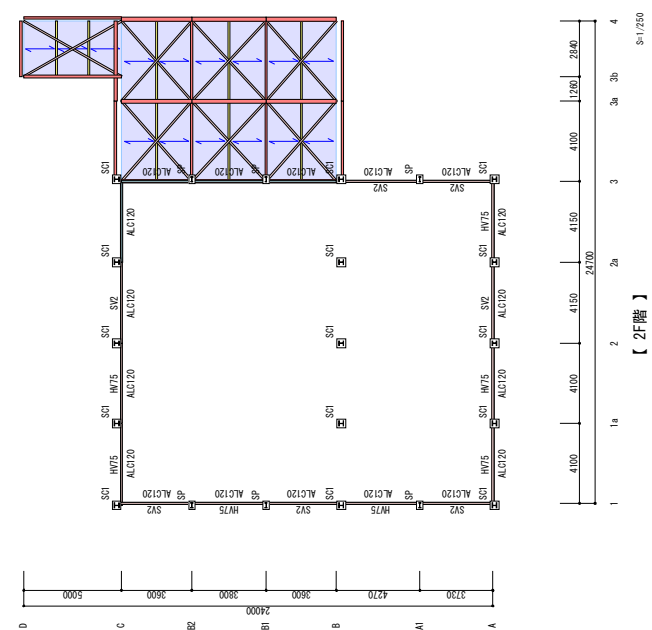 S=1/250
4
2840
3b
1260
3a
4100
SC1
ALC120
SP
ALC120
SP
ALC120
SC1
ALC120
SP
ALC120
SC1
3
SV2
SV2
ALC120
HV75
ALC120
4150
SC1
SC1
SC1
2a
24700
SV2
ALC120
SV2
ALC120
4150
【 2F階 】
SC1
SC1
SC1
2
HV75
ALC120
HV75
ALC120
4100
SC1
SC1
SC1
1a
HV75
ALC120
HV75
ALC120
4100
SC1
ALC120
SP
ALC120
SP
ALC120
SC1
ALC120
SP
ALC120
SC1
1
SV2
HV75
SV2
HV75
SV2
5000
3600
3800
3600
4270
3730
24000
D
C
B2
B1
B
A1
A